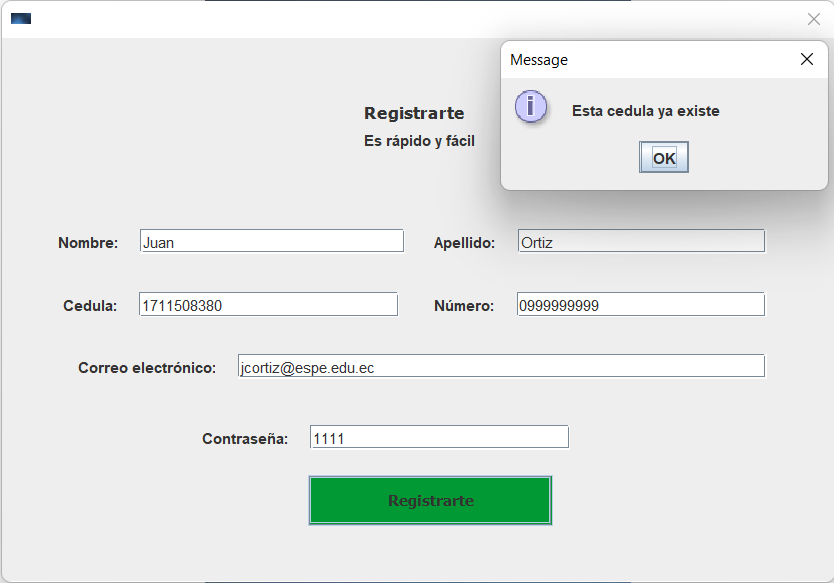 Message
Esta cedula ya existe
OK
Registrarte
Es rápido y fácil
Nombre: Juan Apellido: Ortiz
Cedula: 1711508380 Número: 0999999999
Correo electrónico: jcortiz@espe.edu.ec
Contraseña: 1111
Registrarte